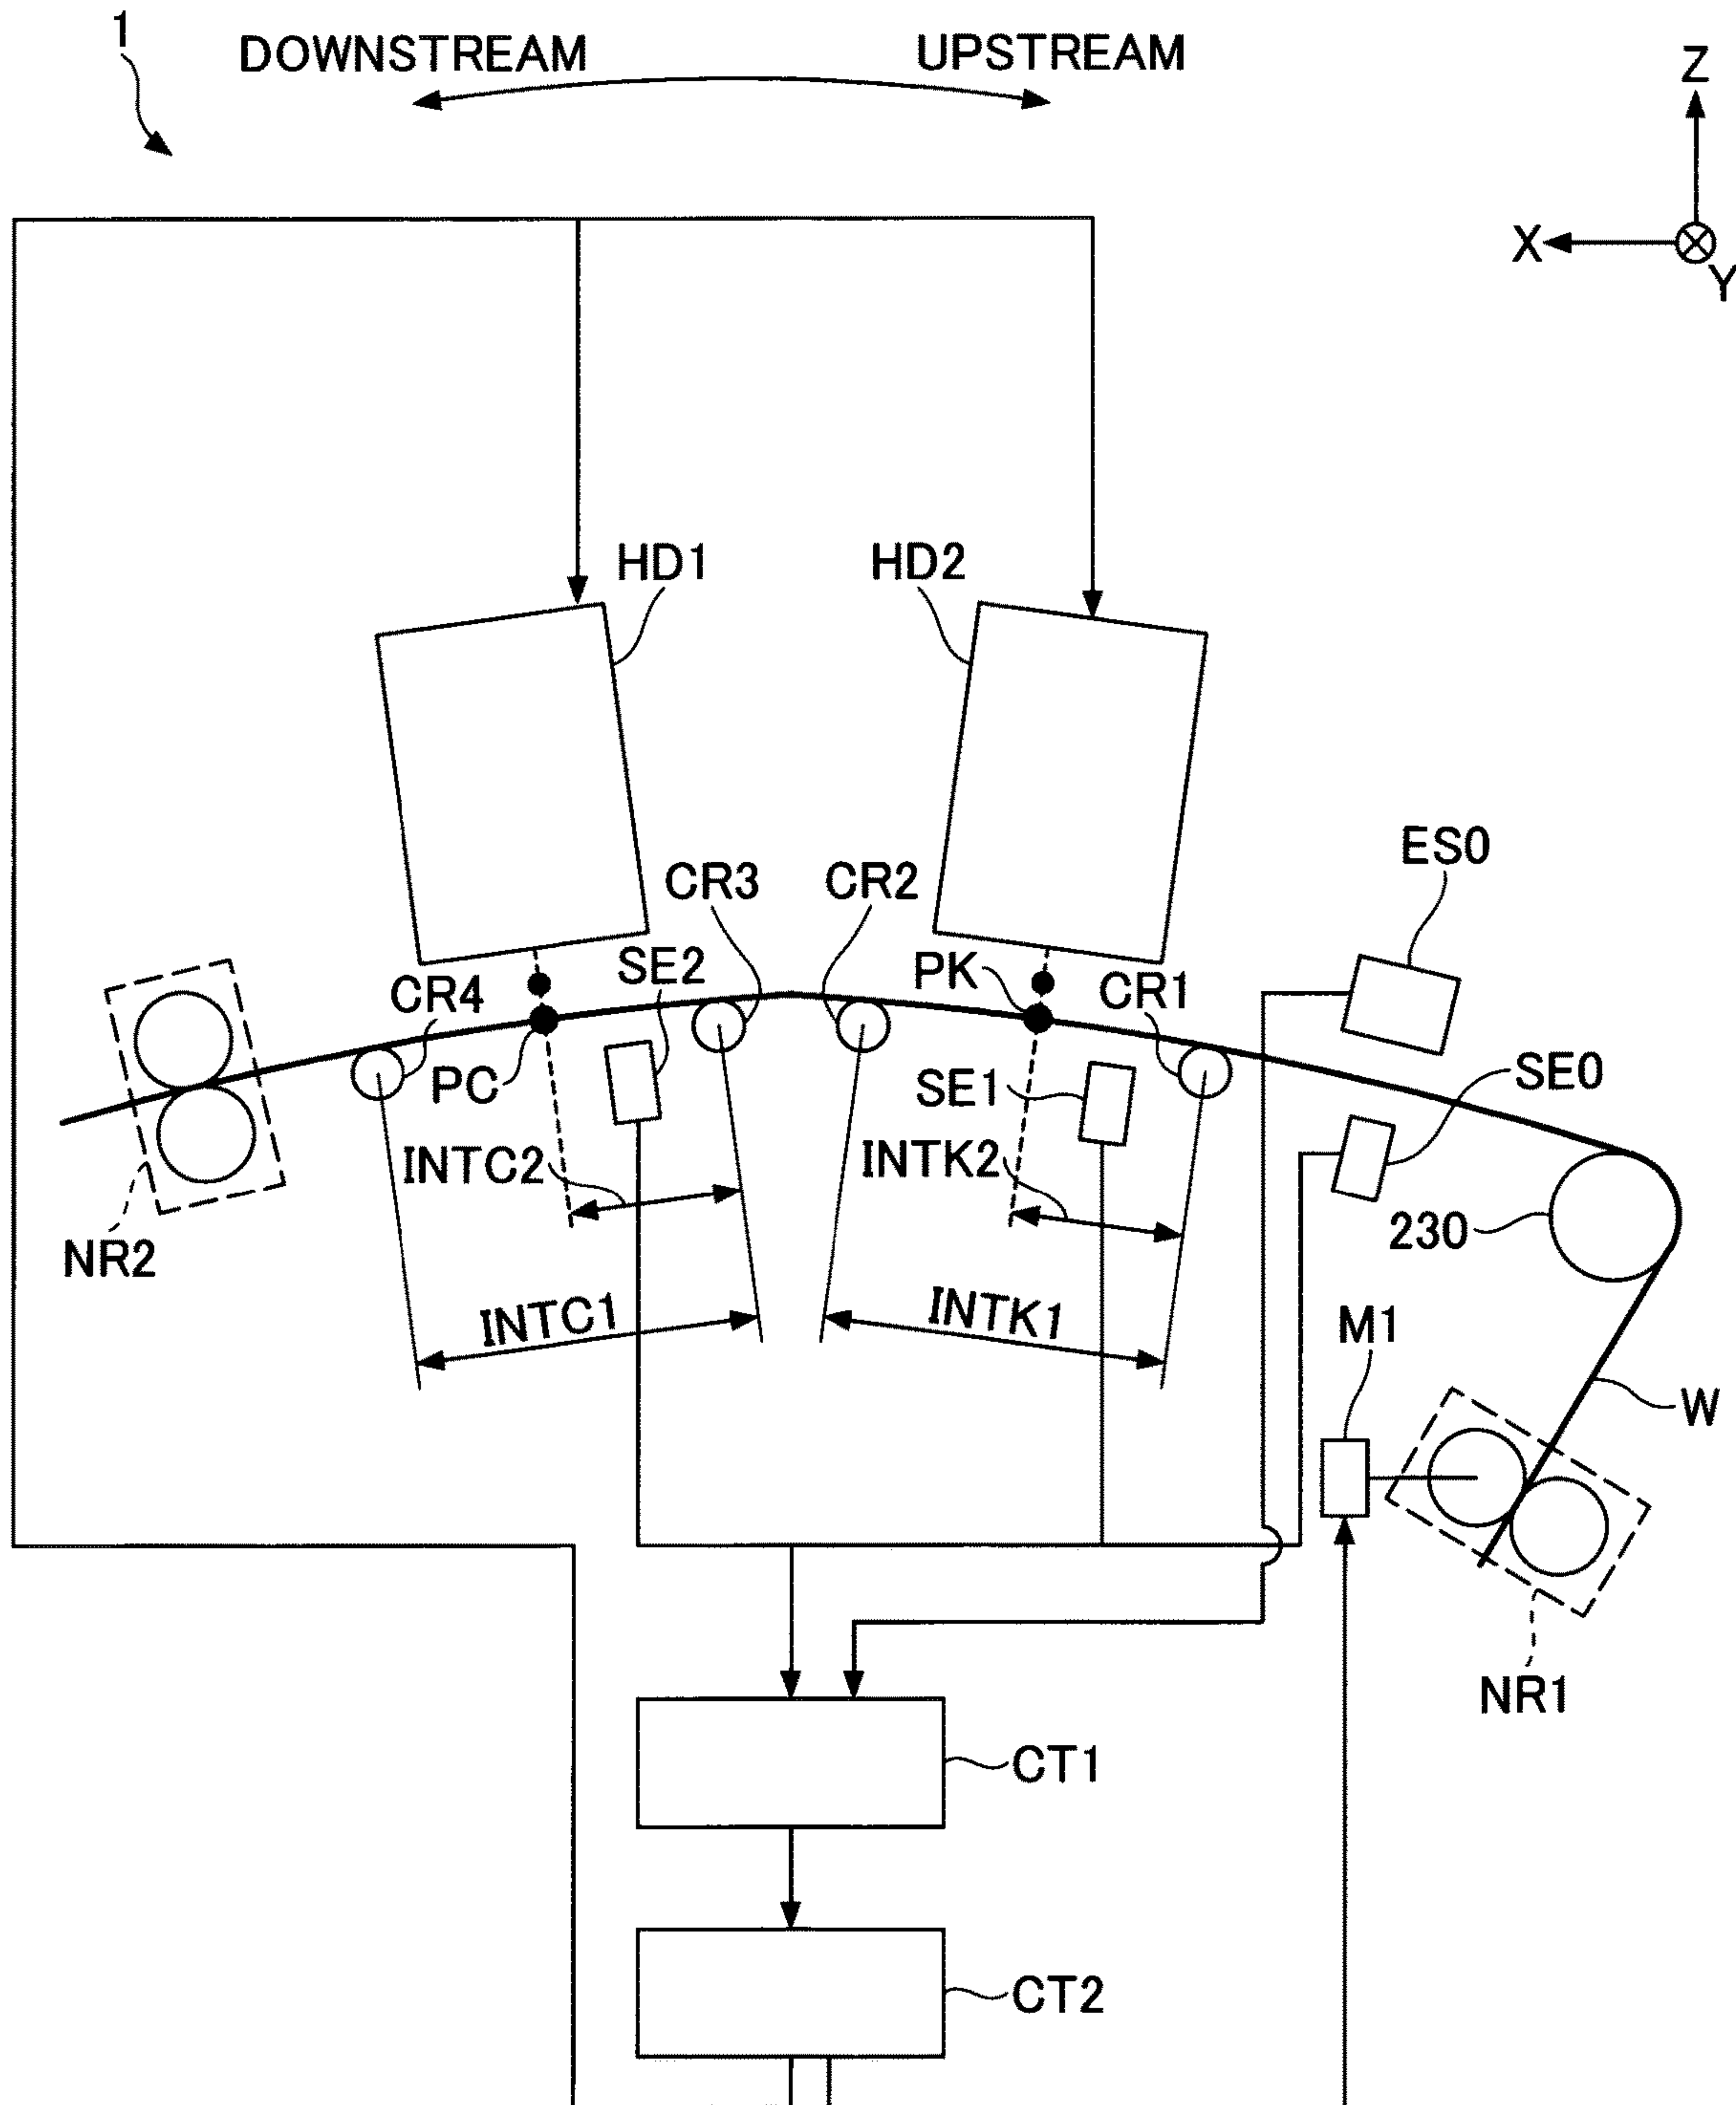 1
DOWNSTREAM
UPSTREAM
Z
X
Y
HD1
HD2
ES0
CR3
CR2
SE2
PK
CR4
CR1
PC
SE1
SE0
INTC2
INTK2
230
NR2
INTC1
INTK1
M1
W
NR1
CT1
CT2